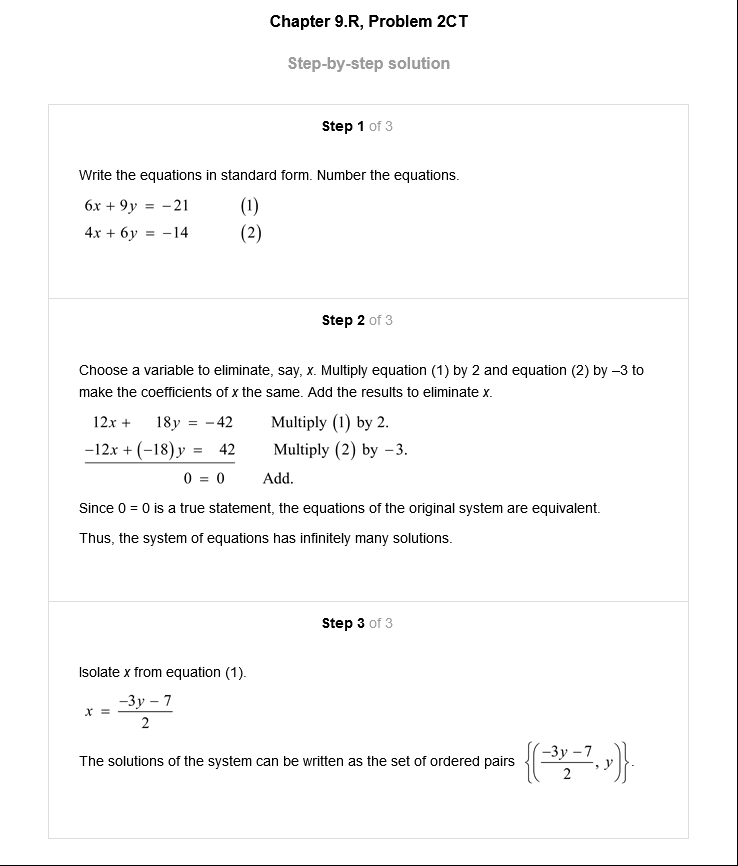 Chapter 9.R, Problem 2CT
Step-by-step solution
Step 1 of 3
Write the equations in standard form. Number the equations.
6x + 9y = −21 (1)
4x + 6y = −14 (2)
Step 2 of 3
Choose a variable to eliminate, say, x. Multiply equation (1) by 2 and equation (2) by –3 to
make the coefficients of x the same. Add the results to eliminate x.
12x + 18y = −42 Multiply (1) by 2.
−12x + (−18)y = 42 Multiply (2) by −3.
0 = 0 Add.
Since 0 = 0 is a true statement, the equations of the original system are equivalent.
Thus, the system of equations has infinitely many solutions.
Step 3 of 3
Isolate x from equation (1).
x = \frac{−3y − 7}{2}
The solutions of the system can be written as the set of ordered pairs {(\frac{−3y − 7}{2}, y)}.